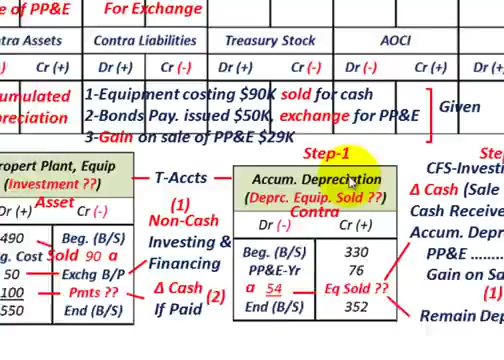 e of PP&E For Exchange
tra Assets Contra Liabilities Treasury Stock AOCI
-) Cr (+) Dr (+) Cr (-) Dr (+) Cr (-) Dr (-) Cr (+) Dr (+)
umulated 1-Equipment costing $90K sold for cash
reciation 2-Bonds Pay. issued $50K, exchange for PP&E Given
3-Gain on sale of PP&E $29K
Step-1
ropert Plant, Equip T-Accts Accum. Depreciation CFS-Investi
(Investment ??) (Deprc. Equip. Sold ??) Δ Cash (Sale
Asset (1) Contra
Dr (+) Cr (-) Non-Cash Dr (-) Cr (+) Cash Receive
490 Beg. (B/S) Investing & Beg. (B/S) 330 Accum. Depr
g. Cost Sold 90 a Financing PP&E-Yr 76 PP&E
50 Exchg B/P a 54 Eq Sold ?? Gain on Sa
100 Pmts ?? Δ Cash (2) End (B/S) 352 (1)
550 End (B/S) If Paid Remain Dep